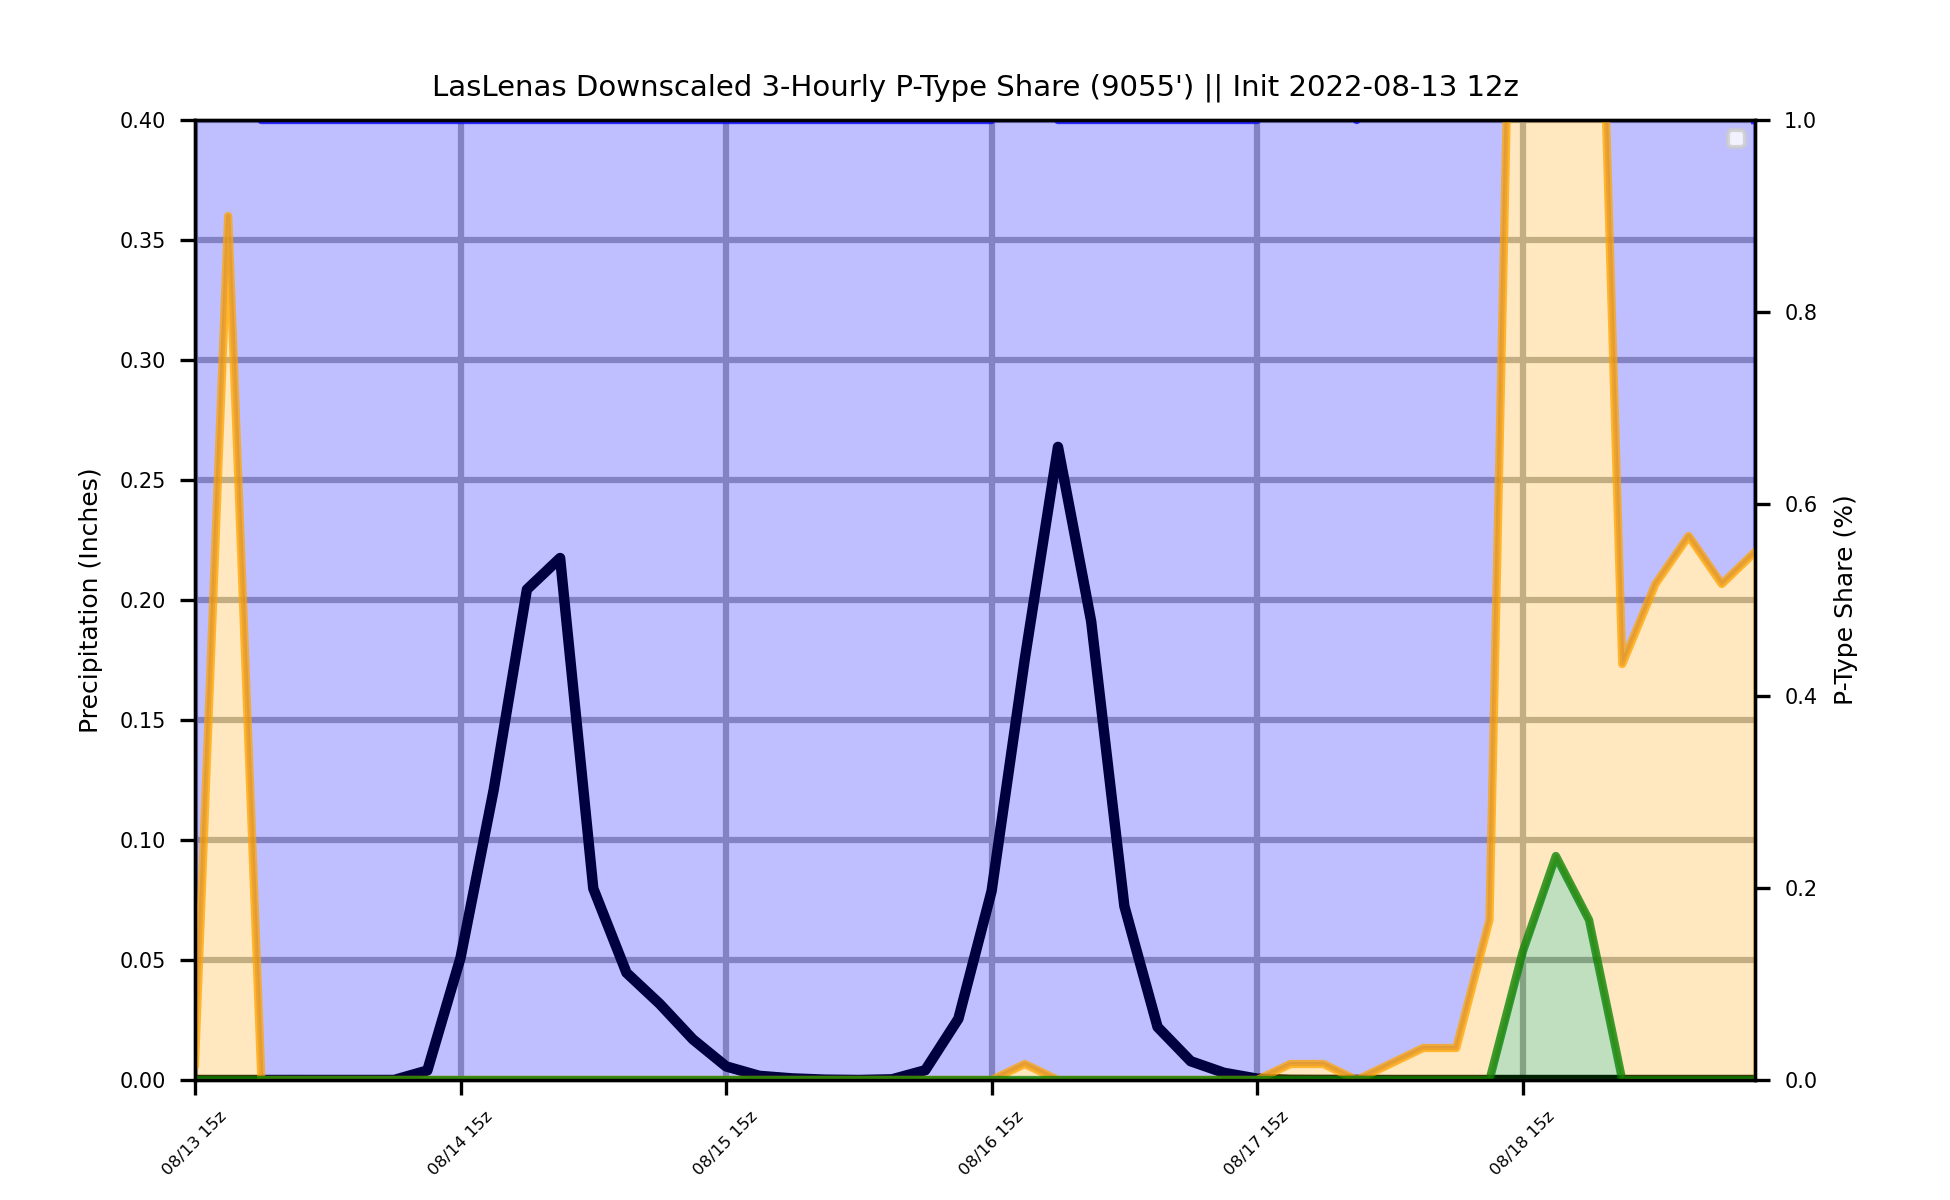 LasLenas Downscaled 3-Hourly P-Type Share (9055') || Init 2022-08-13 12z
0.40
0.35
0.30
0.25
0.20
0.15
0.10
0.05
0.00
Precipitation (Inches)
1.0
0.8
0.6
0.4
0.2
0.0
P-Type Share (%)
08/13 15z
08/14 15z
08/15 15z
08/16 15z
08/17 15z
08/18 15z